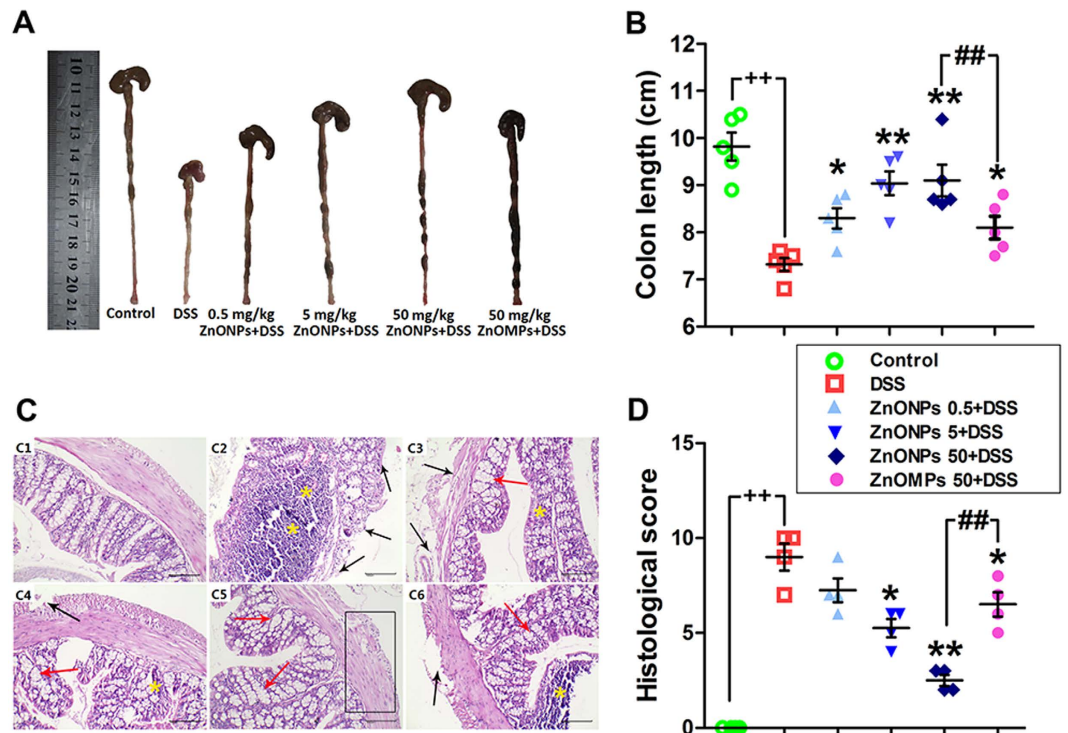 A
10 11 12 13 14 15 16 17 18 19 20 21
Control
DSS
0.5 mg/kg
ZnONPs+DSS
5 mg/kg
ZnONPs+DSS
50 mg/kg
ZnONPs+DSS
50 mg/kg
ZnOMPs+DSS
B
Colon length (cm)
12
11
10
9
8
7
6
++
*
**
**
##
*
Control
DSS
ZnONPs 0.5+DSS
ZnONPs 5+DSS
ZnONPs 50+DSS
ZnOMPs 50+DSS
C
C1
C2
*
*
C3
*
C4
*
C5
C6
*
D
Histological score
15
10
5
0
++
*
**
##
*